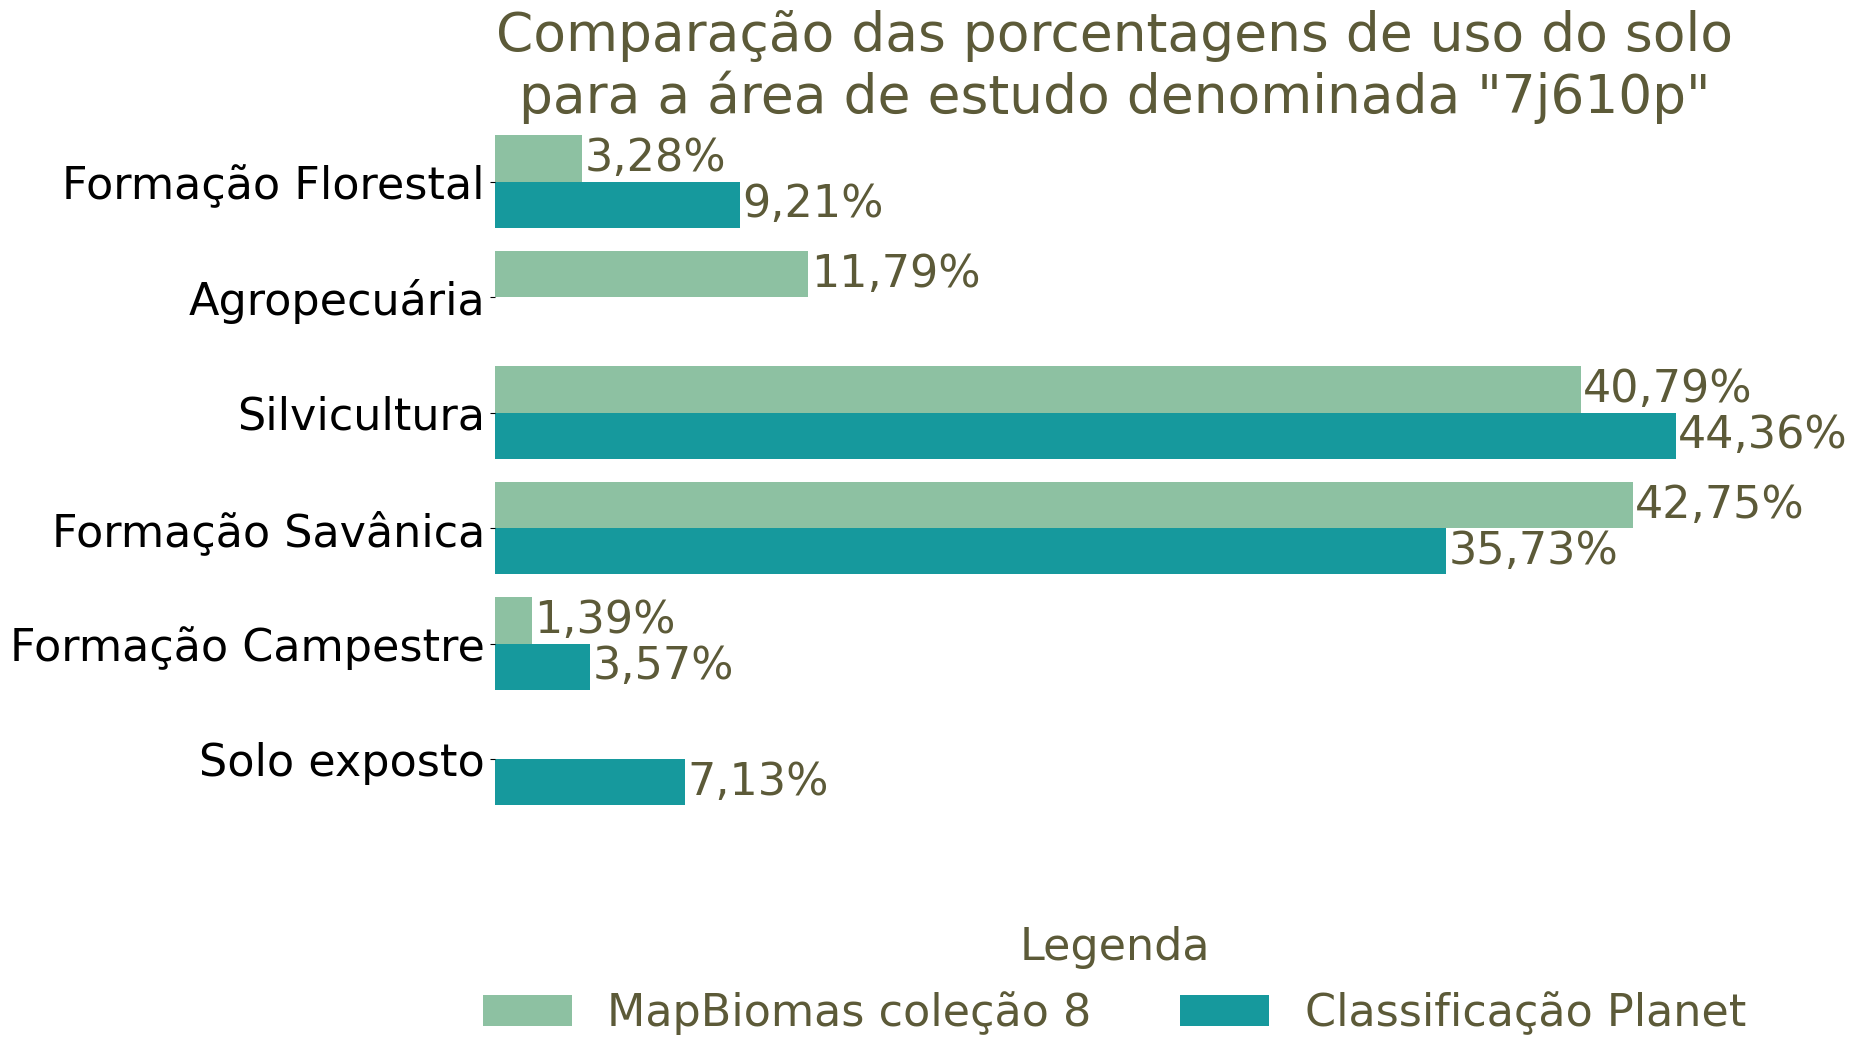 Comparação das porcentagens de uso do solo
para a área de estudo denominada "7j610p"
Formação Florestal
3,28%
9,21%
Agropecuária
11,79%
Silvicultura
40,79%
44,36%
Formação Savânica
42,75%
35,73%
Formação Campestre
1,39%
3,57%
Solo exposto
7,13%
Legenda
MapBiomas coleção 8
Classificação Planet